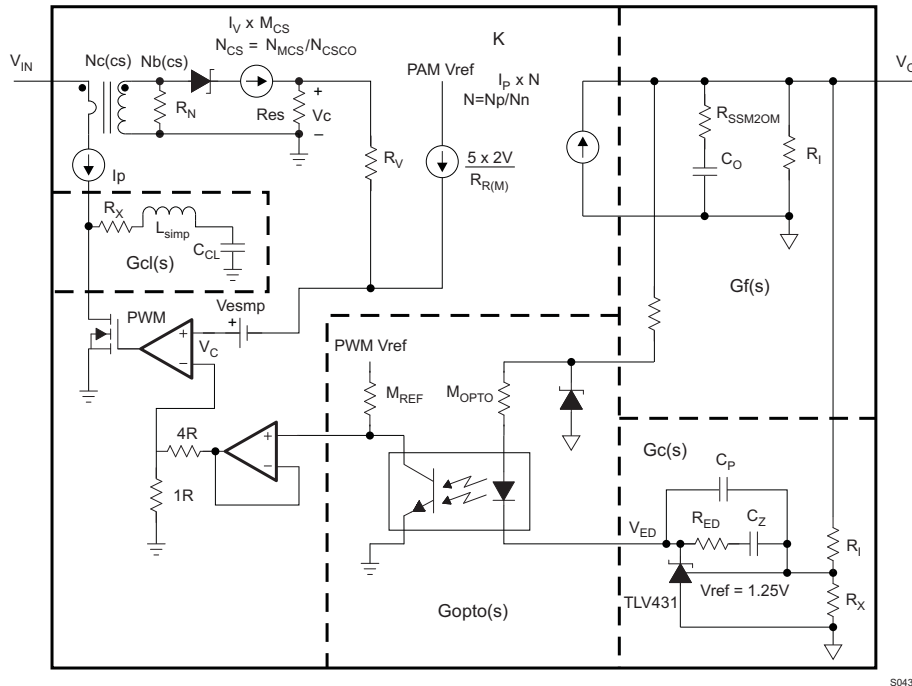 I_V x M_CS
N_CS = N_MCS/N_CSCO
K
V_IN
Nc(cs)
Nb(cs)
PAM Vref
I_P x N
N=Np/Nn
V_O
R_N
Res
+
Vc
−
R_V
5 x 2V
R_R(M)
R_SSM2OM
C_O
R_I
Ip
R_X
L_simp
C_CL
Gcl(s)
Gf(s)
Vesmp
+
PWM
+
V_C
−
PWM Vref
M_REF
M_OPTO
4R
+
−
1R
Gc(s)
C_P
V_ED
R_ED
C_Z
R_I
TLV431
Vref = 1.25V
R_X
Gopto(s)